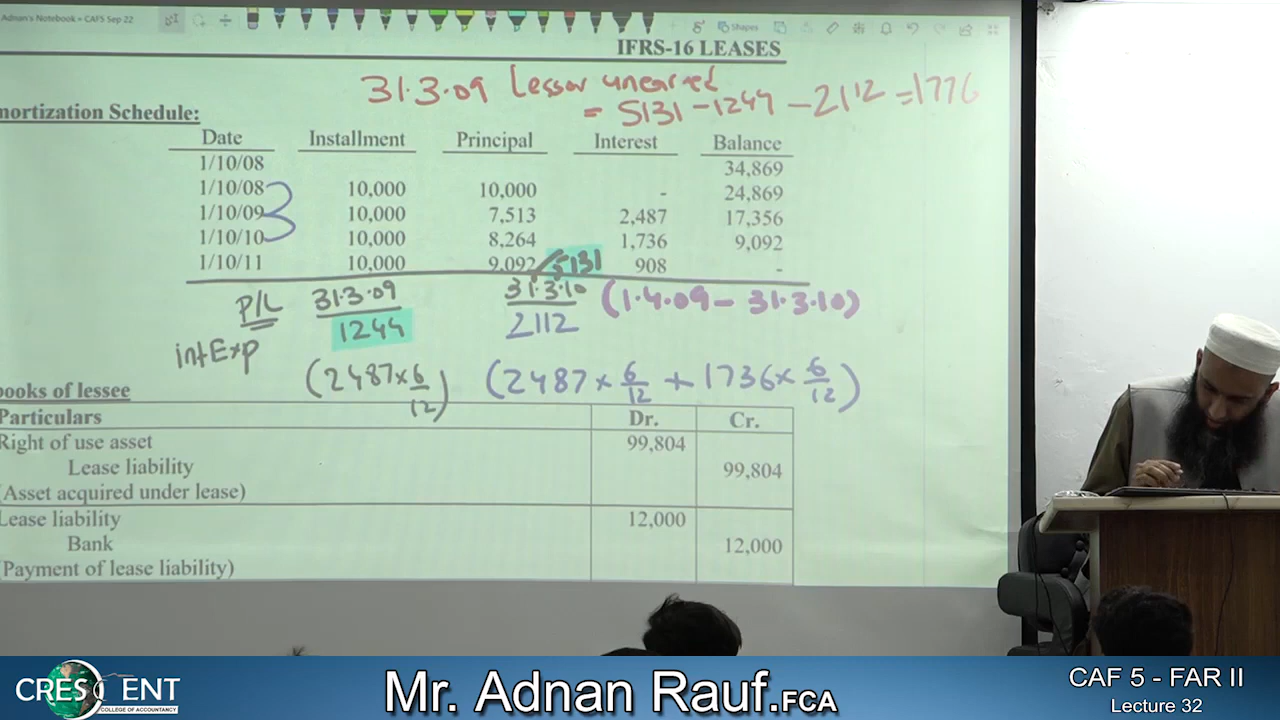 Adnan's Notebook » CAF5 Sep 22
Shapes
IFRS-16 LEASES
31.3.09 Lessor unearned
= 5131 - 1244 - 2112 = 1776
mortization Schedule:
Date Installment Principal Interest Balance
1/10/08 34,869
1/10/08 10,000 10,000 - 24,869
1/10/09 10,000 7,513 2,487 17,356
1/10/10 10,000 8,264 1,736 9,092
1/10/11 10,000 9,092 908 -
5131
P/L 31.3.09 31.3.10 (1.4.09 - 31.3.10)
int Exp 1244 2112
(2487 x 6/12) (2487 x 6/12 + 1736 x 6/12)
books of lessee
Particulars Dr. Cr.
Right of use asset 99,804
Lease liability 99,804
(Asset acquired under lease)
Lease liability 12,000
Bank 12,000
(Payment of lease liability)
CRESCENT
COLLEGE OF ACCOUNTANCY
Mr. Adnan Rauf.FCA
CAF 5 - FAR II
Lecture 32